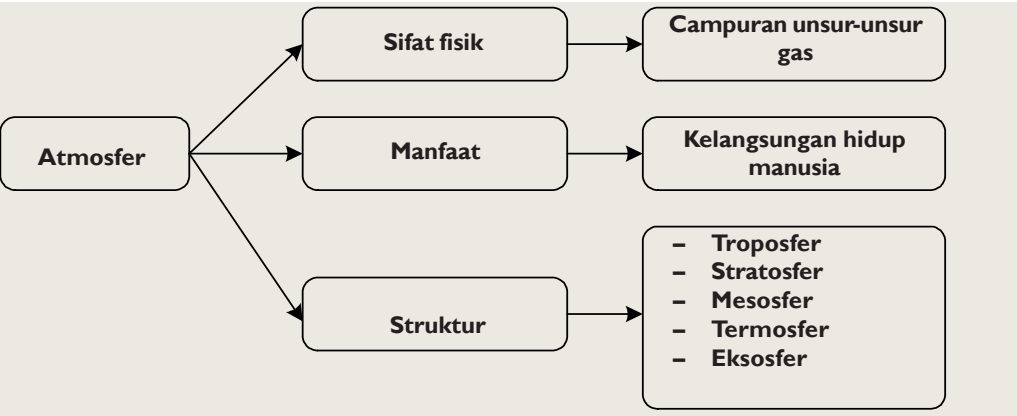 Atmosfer
Sifat fisik
Campuran unsur-unsur
gas
Manfaat
Kelangsungan hidup
manusia
Struktur
– Troposfer
– Stratosfer
– Mesosfer
– Termosfer
– Eksosfer